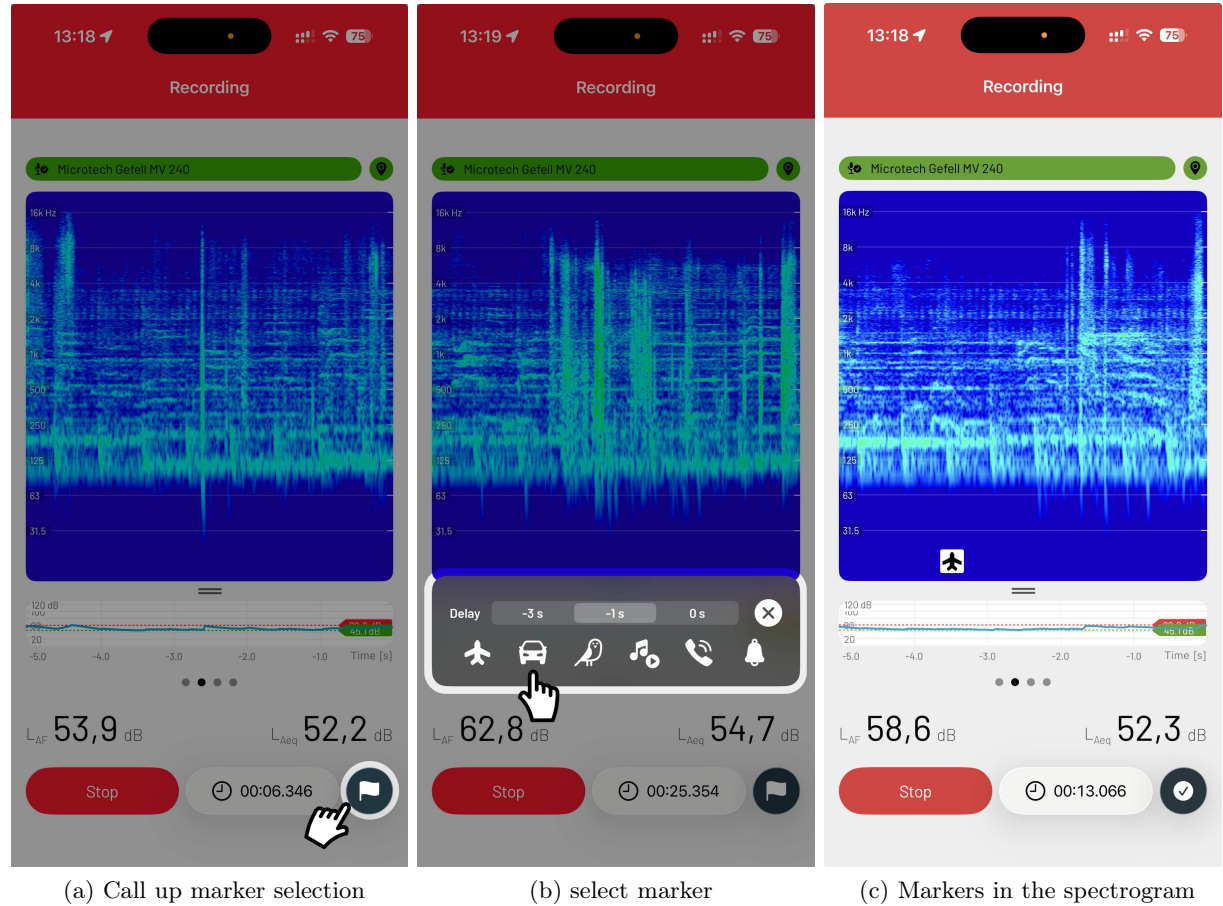 13:18
75
Recording
Microtech Gefell MV 240
16k Hz
8k
4k
2k
1k
500
250
125
63
31.5
120 dB
100
45.1 dB
20
-5.0 -4.0 -3.0 -2.0 -1.0 Time [s]
LAF 53,9 dB LAeq 52,2 dB
Stop 00:06.346
(a) Call up marker selection
13:19
75
Recording
Microtech Gefell MV 240
16k Hz
8k
4k
2k
1k
500
250
125
63
31.5
Delay -3 s -1 s 0 s
LAF 62,8 dB LAeq 54,7 dB
Stop 00:25.354
(b) select marker
13:18
75
Recording
Microtech Gefell MV 240
16k Hz
8k
4k
2k
1k
500
250
125
63
31.5
120 dB
100
45.1 dB
20
-5.0 -4.0 -3.0 -2.0 -1.0 Time [s]
LAF 58,6 dB LAeq 52,3 dB
Stop 00:13.066
(c) Markers in the spectrogram